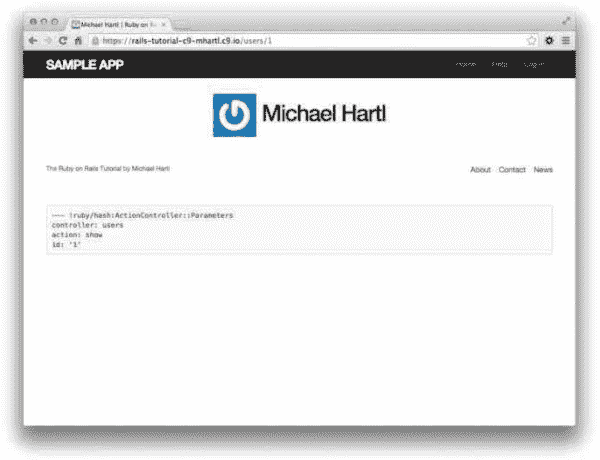 Michael Hartl | Ruby on R
https://rails-tutorial-c9-mhartl.c9.io/users/1
SAMPLE APP
Michael Hartl
The Ruby on Rails Tutorial by Michael Hartl
About Contact News
--- !ruby/hash:ActionController::Parameters
controller: users
action: show
id: '1'